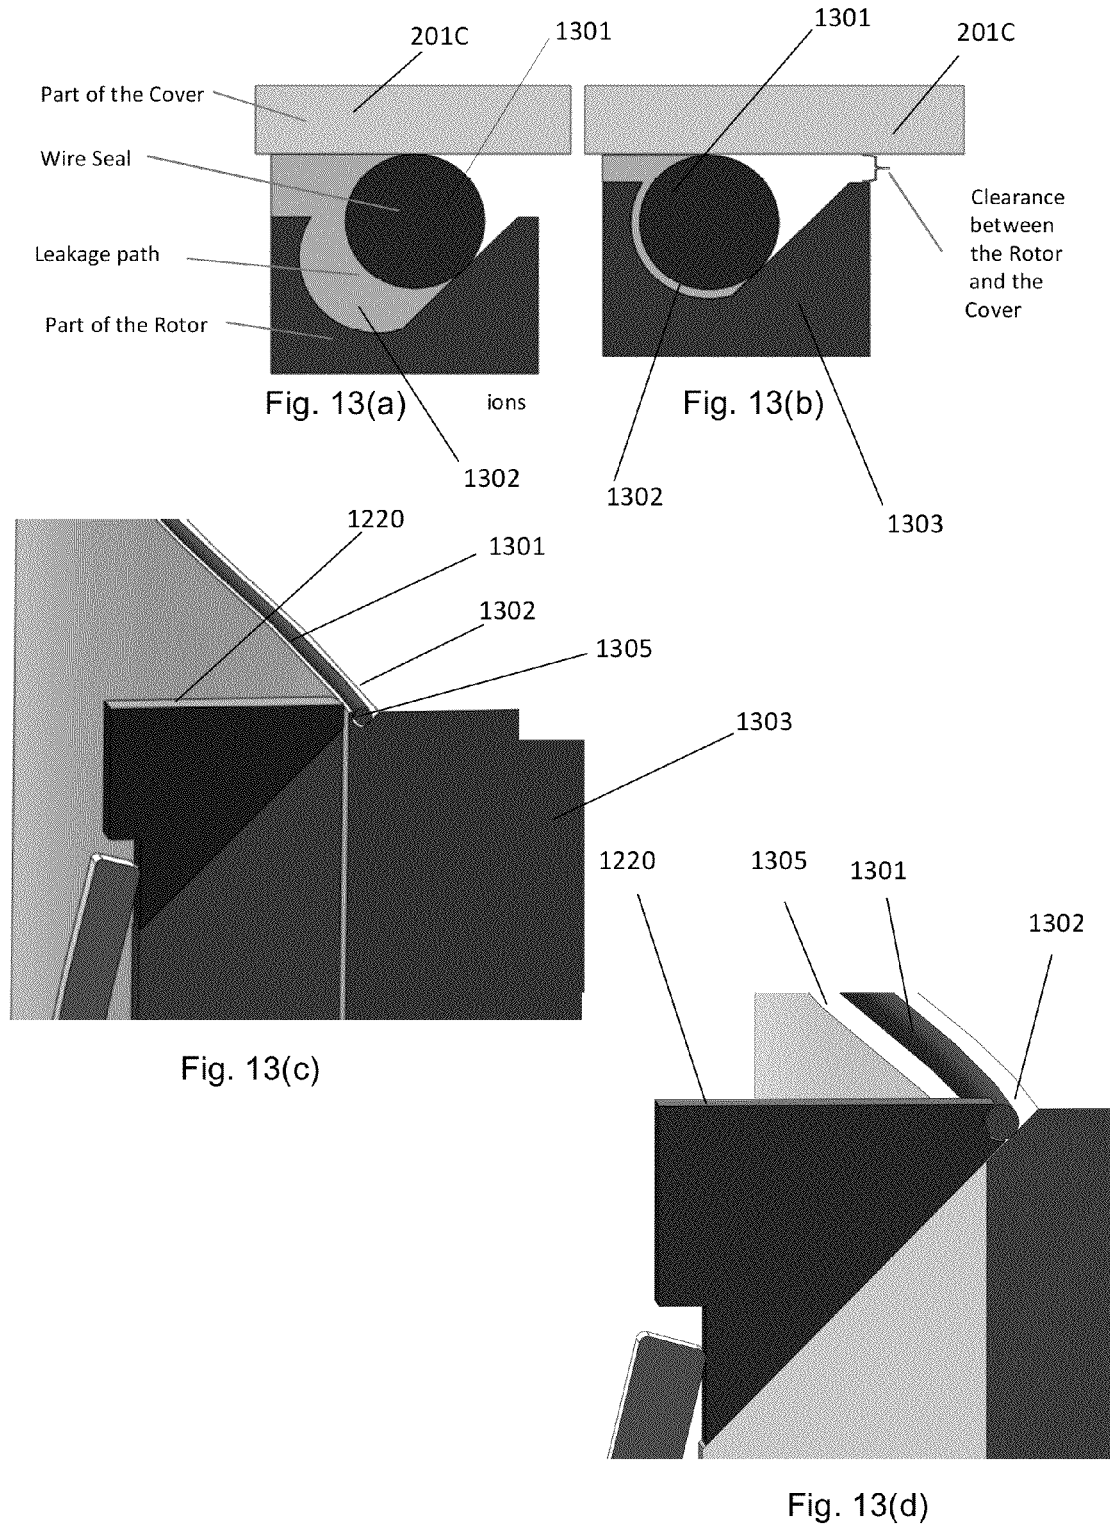 201C
1301
1301
201C
Part of the Cover
Wire Seal
Leakage path
Part of the Rotor
Clearance
between
the Rotor
and the
Cover
Fig. 13(a)
ions
Fig. 13(b)
1302
1302
1303
1220
1301
1302
1305
1303
1220
1305
1301
1302
Fig. 13(c)
Fig. 13(d)